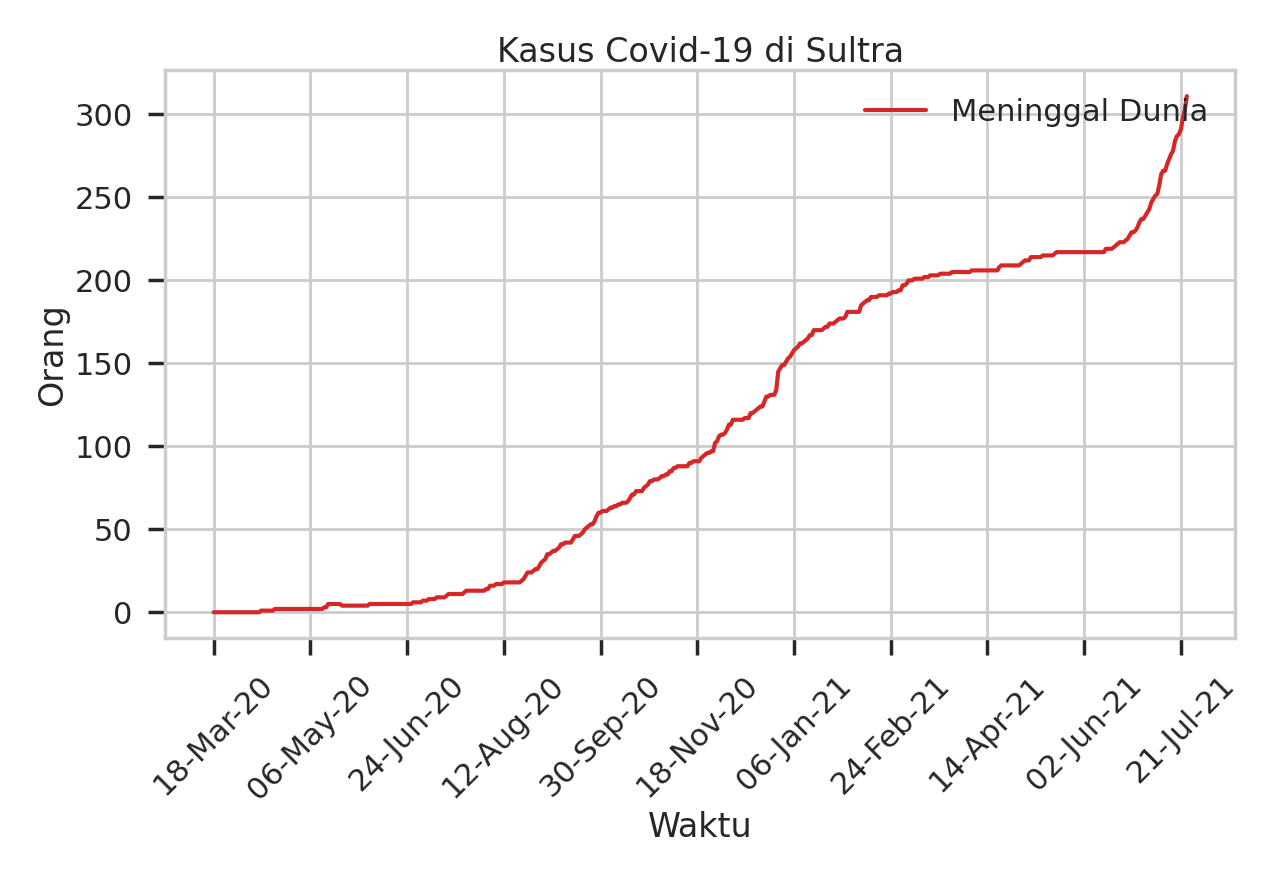 Kasus Covid-19 di Sultra
Meninggal Dunia
300
250
200
150
100
50
0
Orang
18-Mar-20
06-May-20
24-Jun-20
12-Aug-20
30-Sep-20
18-Nov-20
06-Jan-21
24-Feb-21
14-Apr-21
02-Jun-21
21-Jul-21
Waktu